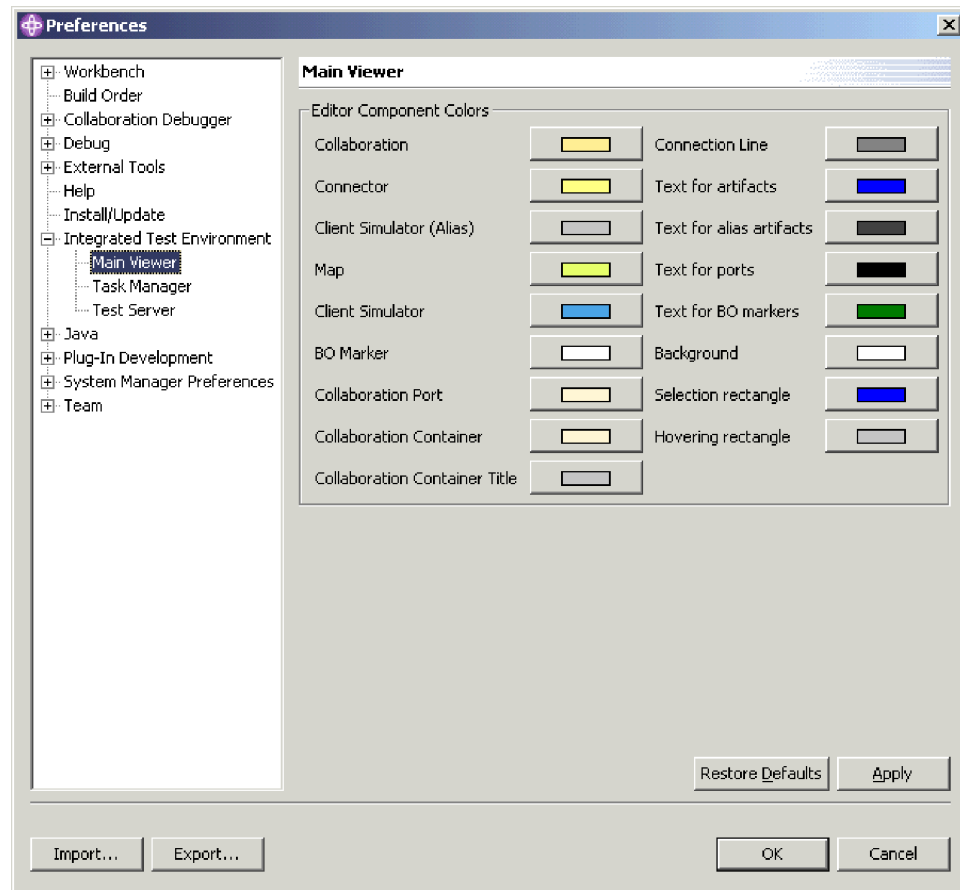 Preferences
Workbench
Build Order
Collaboration Debugger
Debug
External Tools
Help
Install/Update
Integrated Test Environment
Main Viewer
Task Manager
Test Server
Java
Plug-In Development
System Manager Preferences
Team
Main Viewer
Editor Component Colors
Collaboration
Connector
Client Simulator (Alias)
Map
Client Simulator
BO Marker
Collaboration Port
Collaboration Container
Collaboration Container Title
Connection Line
Text for artifacts
Text for alias artifacts
Text for ports
Text for BO markers
Background
Selection rectangle
Hovering rectangle
Restore Defaults
Apply
Import...
Export...
OK
Cancel